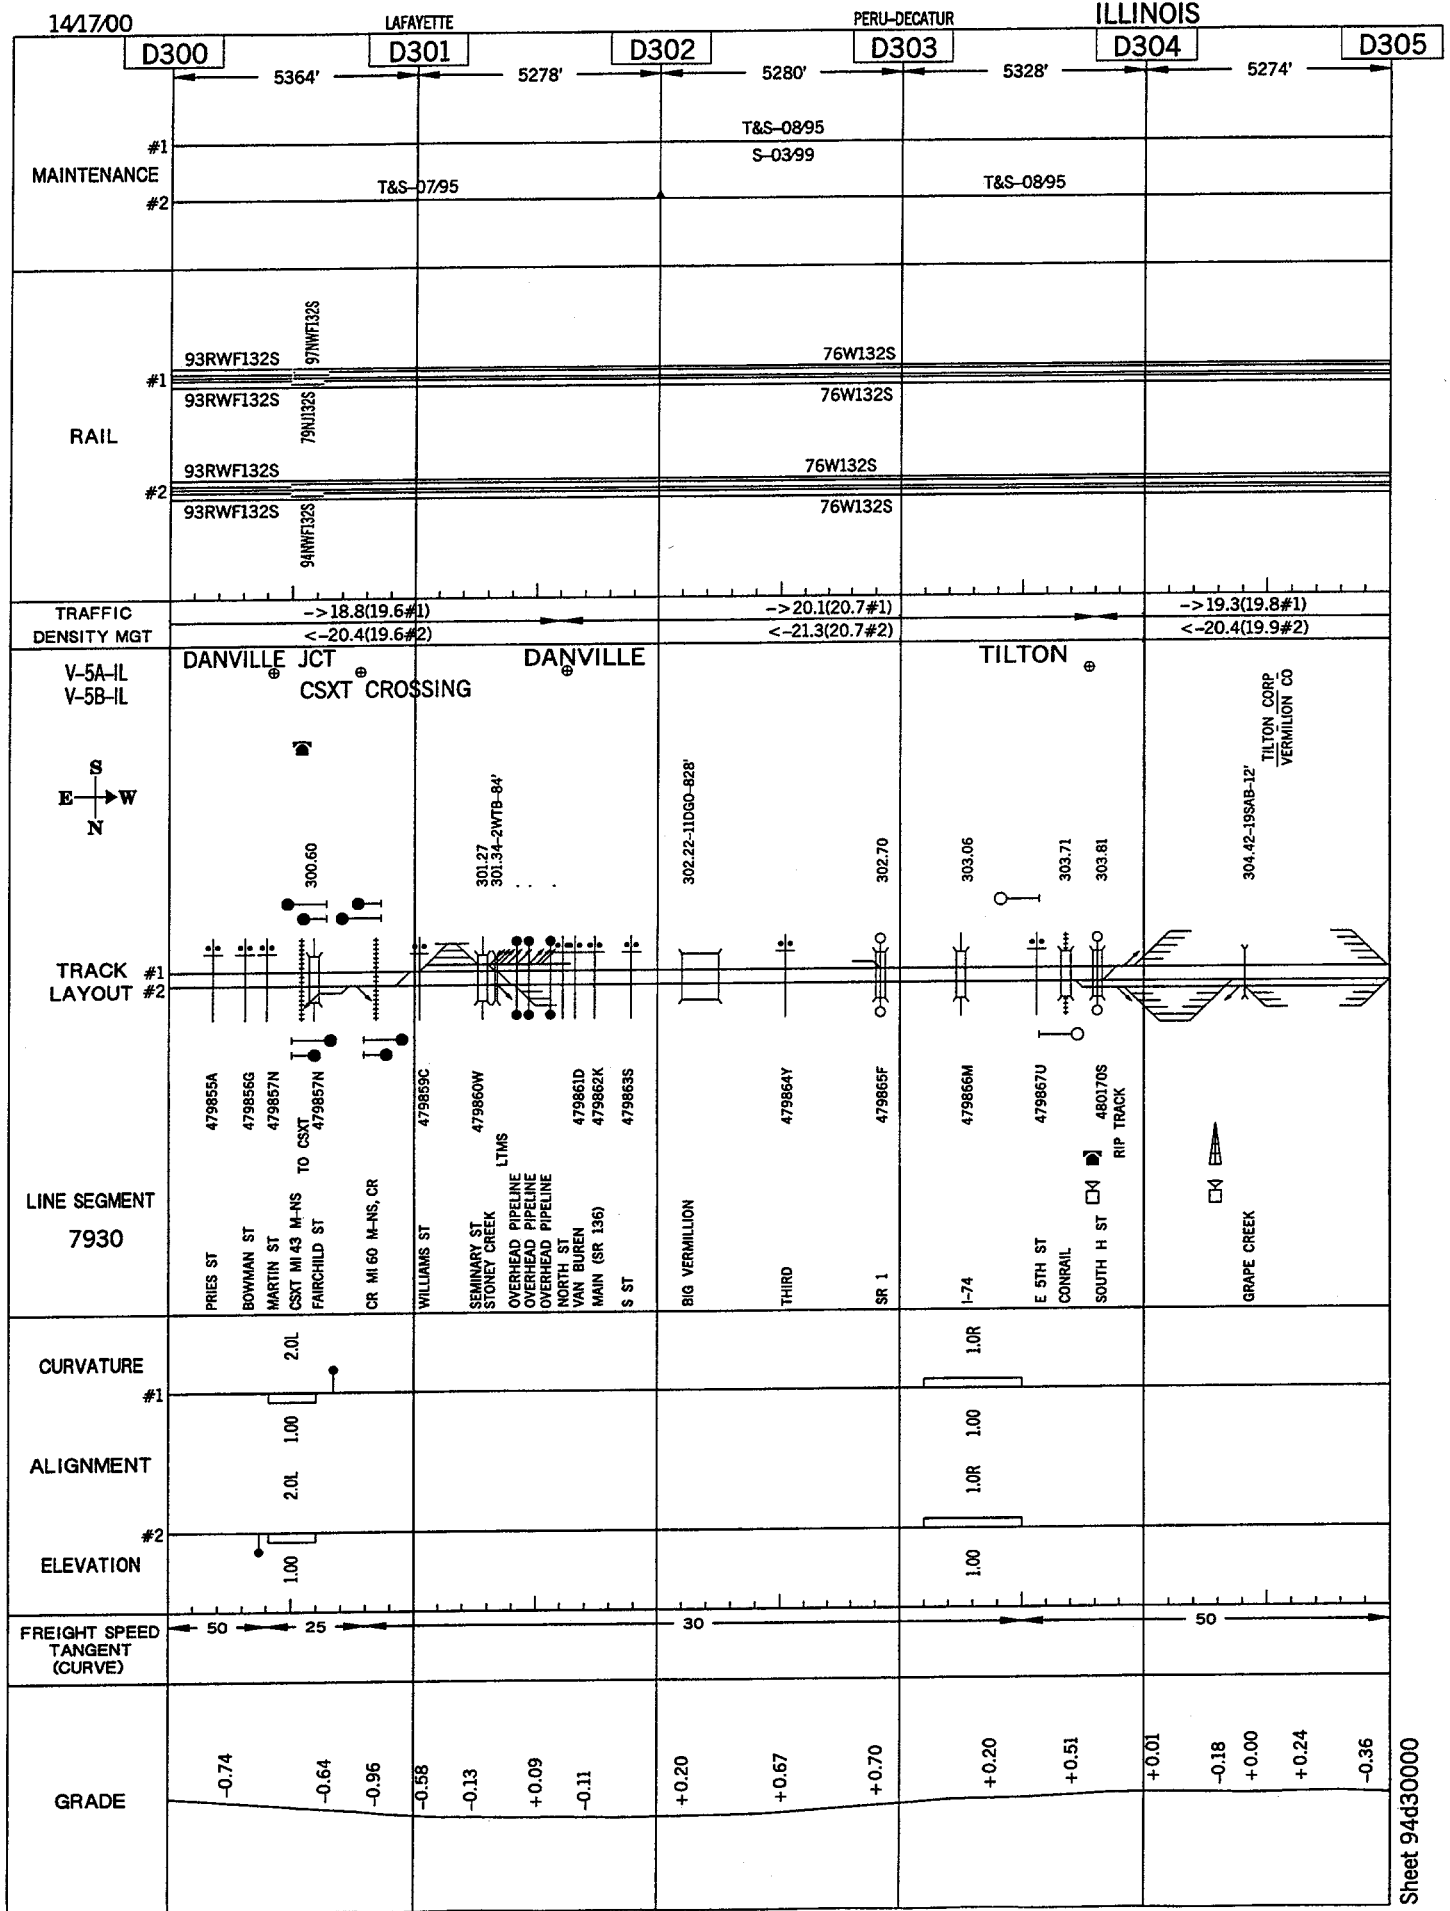 14/17/00 LAFAYETTE PERU-DECATUR ILLINOIS
D300 D301 D302 D303 D304 D305
5364' 5278' 5280' 5328' 5274'
T&S-08/95
#1
S-03/99
MAINTENANCE
T&S-07/95 T&S-08/95
#2
97NWF132S
93RWF132S 76W132S
#1
93RWF132S 76W132S
79NJ132S
RAIL
93RWF132S 76W132S
#2
93RWF132S 76W132S
94NWF132S
TRAFFIC ->18.8(19.6#1) ->20.1(20.7#1) ->19.3(19.8#1)
DENSITY MGT <-20.4(19.6#2) <-21.3(20.7#2) <-20.4(19.9#2)
DANVILLE JCT DANVILLE TILTON
V-5A-IL
V-5B-IL
CSXT CROSSING
TILTON CORP
VERMILION CO
S
E W
N
300.60
301.27
301.34-2WTB-84'
302.22-11DGO-828'
302.70
303.06
303.71
303.81
304.42-19SAB-12'
TRACK #1
LAYOUT #2
479855A
479856G
479857N
479857N
479859C
479860W
479861D
479862K
479863S
479864Y
479865F
479866M
479867U
480170S
TO CSXT
LTMS
RIP TRACK
LINE SEGMENT
7930
PRIES ST
BOWMAN ST
MARTIN ST
CSXT MI 43 M-NS
FAIRCHILD ST
CR MI 60 M-NS, CR
WILLIAMS ST
SEMINARY ST
STONEY CREEK
OVERHEAD PIPELINE
OVERHEAD PIPELINE
OVERHEAD PIPELINE
NORTH ST
VAN BUREN
MAIN (SR 136)
S ST
BIG VERMILLION
THIRD
SR 1
I-74
E 5TH ST
CONRAIL
SOUTH H ST
GRAPE CREEK
CURVATURE 2.0L 1.0R
#1
1.00 1.00
ALIGNMENT
2.0L 1.0R
#2
ELEVATION 1.00 1.00
FREIGHT SPEED 50 25 30 50
TANGENT
(CURVE)
GRADE
-0.74
-0.64
-0.96
-0.58
-0.13
+0.09
-0.11
+0.20
+0.67
+0.70
+0.20
+0.51
+0.01
-0.18
+0.00
+0.24
-0.36
Sheet 94d30000